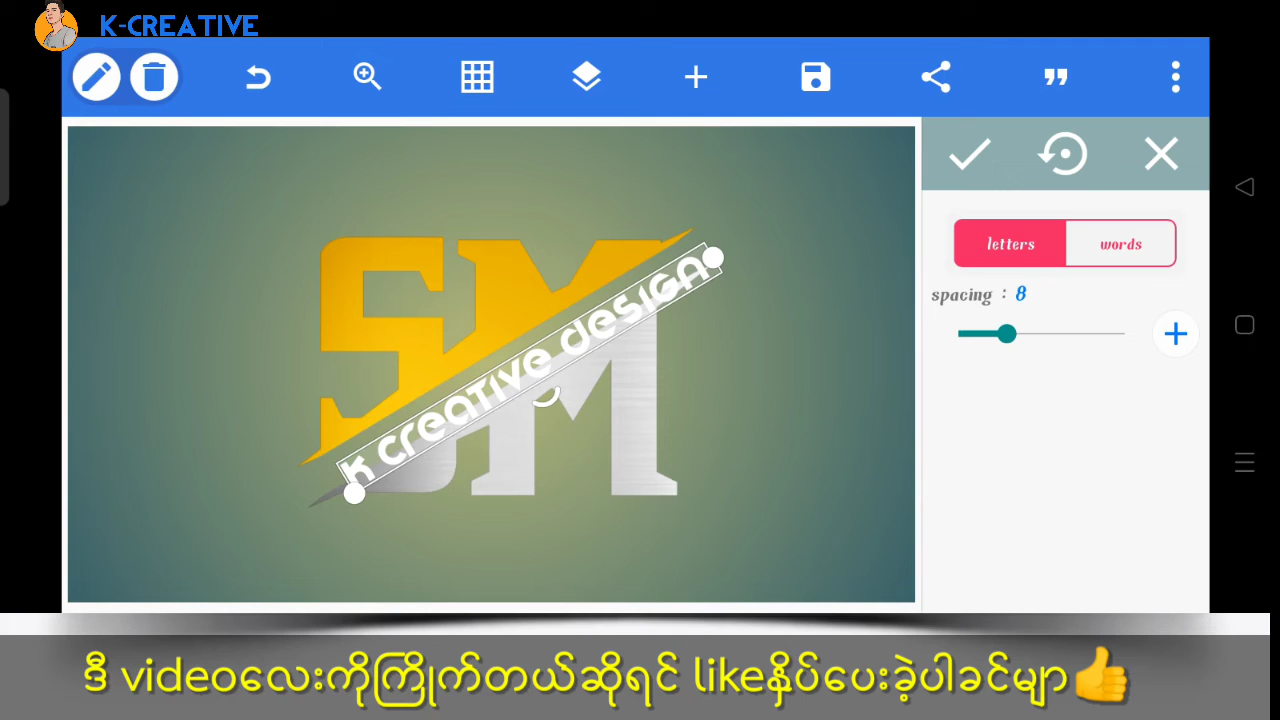 K-CREATIVE
SM
K CREATIVE DESIGN
letters
words
spacing : 8
ဒီ videoလေးကိုကြိုက်တယ်ဆိုရင် likeနှိပ်ပေးခဲ့ပါခင်မျာ👍